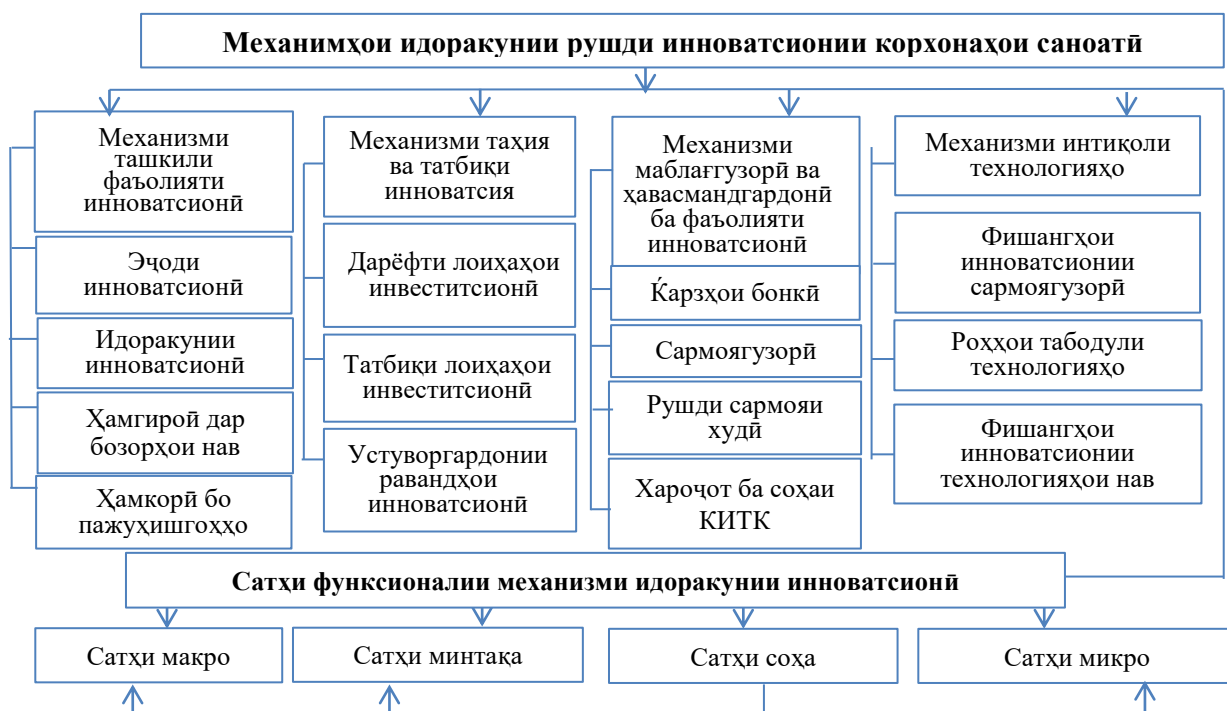 Механимҳои идоракунии рушди инноватсионии корхонаҳои саноатӣ
Механизми
ташкили
фаъолияти
инноватсионӣ
Эҷоди
инноватсионӣ
Идоракунии
инноватсионӣ
Ҳамгироӣ дар
бозорҳои нав
Ҳамкорӣ бо
пажуҳишгоҳҳо
Механизми таҳия
ва татбиқи
инноватсия
Дарёфти лоиҳаҳои
инвеститсионӣ
Татбиқи лоиҳаҳои
инвеститсионӣ
Устуворгардонии
равандҳои
инноватсионӣ
Механизми
маблағгузорӣ ва
ҳавасмандгардонӣ
ба фаъолияти
инноватсионӣ
Ќарзҳои бонкӣ
Сармоягузорӣ
Рушди сармояи
худӣ
Хароҷот ба соҳаи
КИТК
Механизми интиқоли
технологияҳо
Фишангҳои
инноватсионии
сармоягузорӣ
Роҳҳои табодули
технологияҳо
Фишангҳои
инноватсионии
технологияҳои нав
Сатҳи функсионалии механизми идоракунии инноватсионӣ
Сатҳи макро
Сатҳи минтақа
Сатҳи соҳа
Сатҳи микро